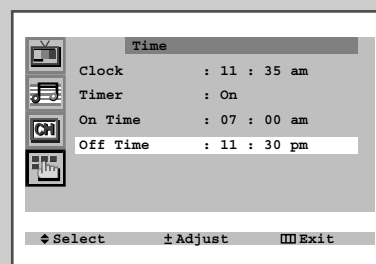 Time
Clock : 11 : 35 am
Timer : On
On Time : 07 : 00 am
CH
Off Time : 11 : 30 pm
Select ± Adjust Exit